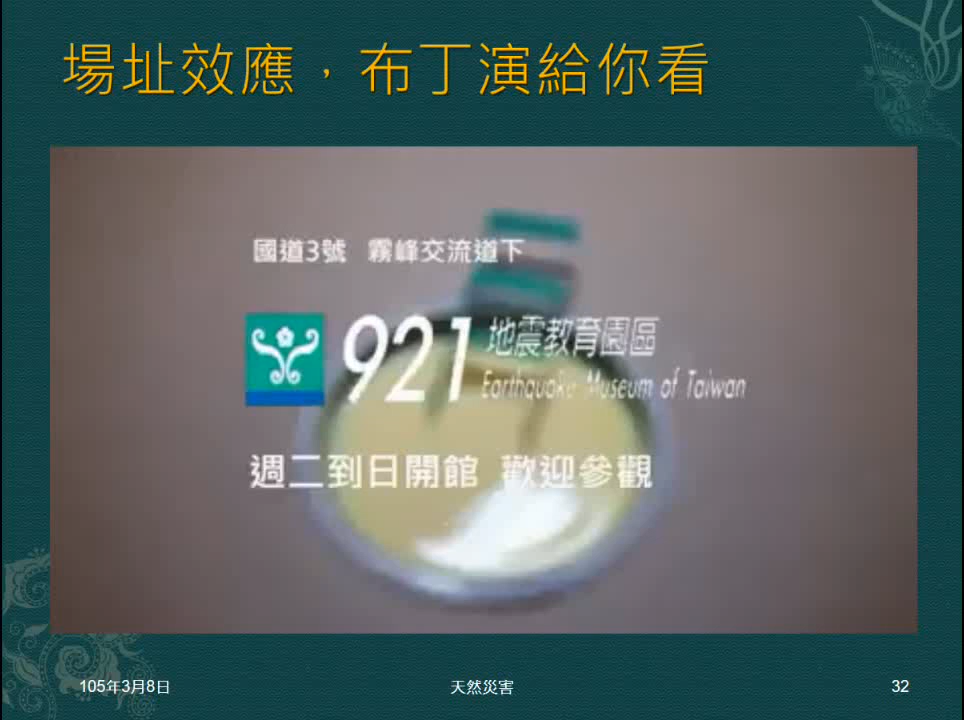 場址效應，布丁演給你看
國道3號 霧峰交流道下
921 地震教育園區
Earthquake Museum of Taiwan
週二到日開館 歡迎參觀
105年3月8日
天然災害
32